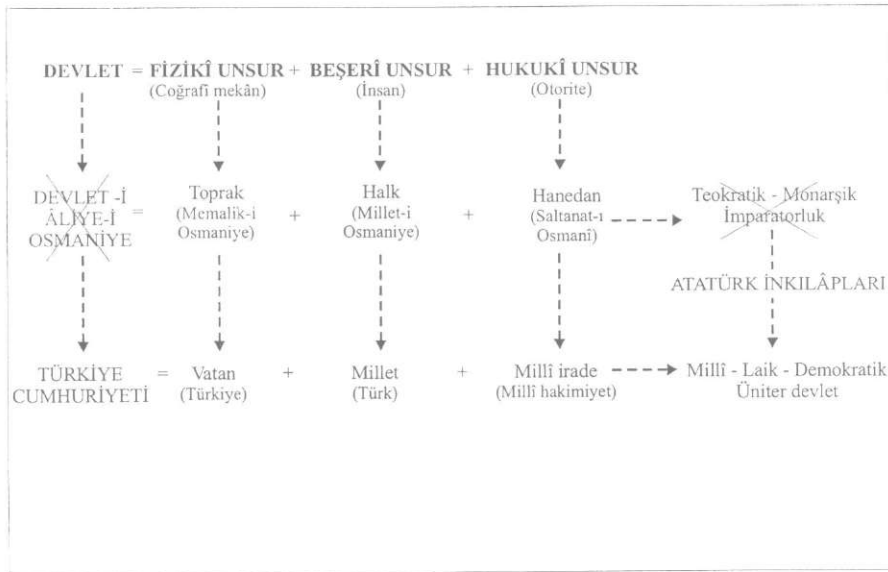 DEVLET = FİZİKÎ UNSUR + BEŞERÎ UNSUR + HUKUKÎ UNSUR
(Coğrafî mekân) (İnsan) (Otorite)
DEVLET -İ ÂLİYE-İ OSMANİYE = Toprak (Memalik-i Osmaniye) + Halk (Millet-i Osmaniye) + Hanedan (Saltanat-ı Osmanî) Teokratik - Monarşik İmparatorluk
ATATÜRK İNKILÂPLARI
TÜRKİYE = Vatan + Millet + Millî irade Millî - Laik - Demokratik
CUMHURİYETİ (Türkiye) (Türk) (Millî hakimiyet) Üniter devlet